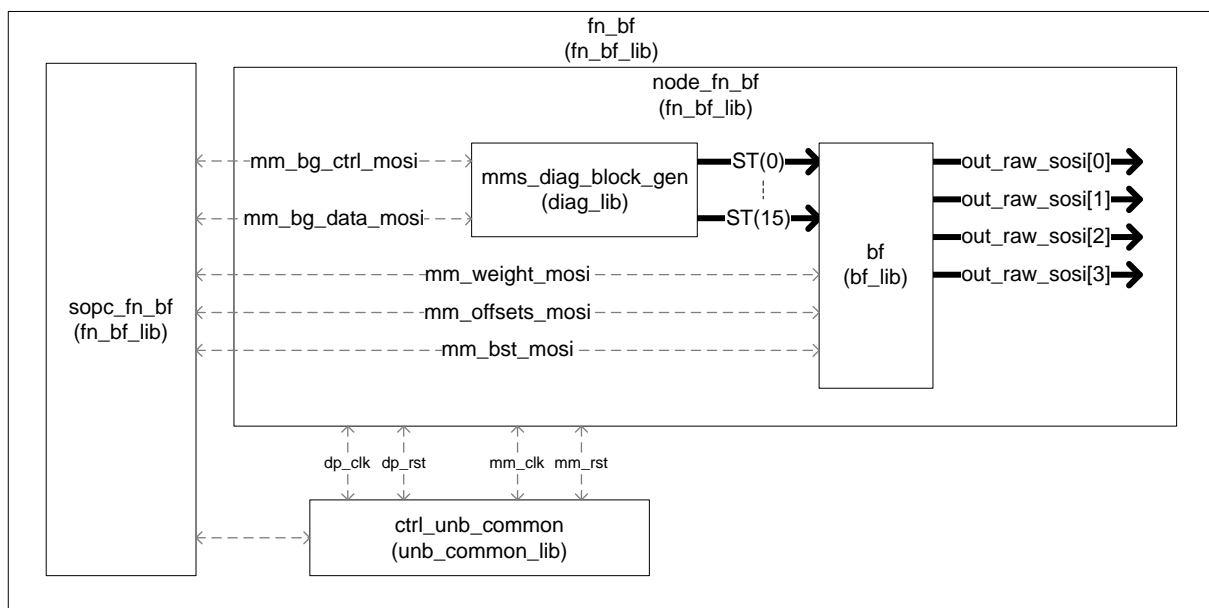 fn_bf
(fn_bf_lib)
node_fn_bf
(fn_bf_lib)
mm_bg_ctrl_mosi
mms_diag_block_gen
(diag_lib)
ST(0)
out_raw_sosi[0]
mm_bg_data_mosi
ST(15)
out_raw_sosi[1]
out_raw_sosi[2]
bf
(bf_lib)
out_raw_sosi[3]
mm_weight_mosi
sopc_fn_bf
(fn_bf_lib)
mm_offsets_mosi
mm_bst_mosi
dp_clk dp_rst mm_clk mm_rst
ctrl_unb_common
(unb_common_lib)